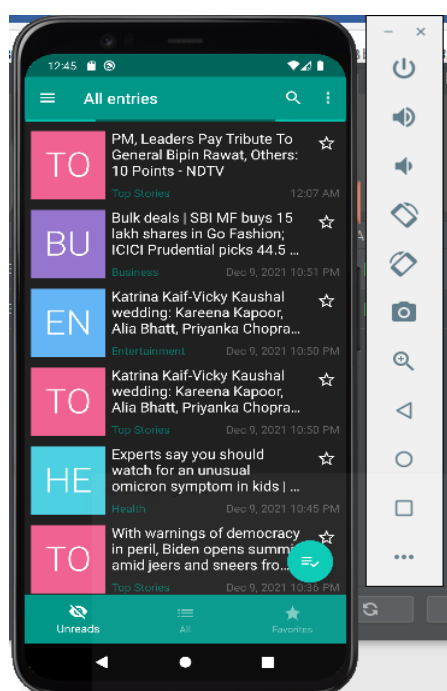 12:45
All entries
TO
PM, Leaders Pay Tribute To
General Bipin Rawat, Others:
10 Points - NDTV
Top Stories 12:07 AM
BU
Bulk deals | SBI MF buys 15
lakh shares in Go Fashion;
ICICI Prudential picks 44.5 ...
Business Dec 9, 2021 10:51 PM
EN
Katrina Kaif-Vicky Kaushal
wedding: Kareena Kapoor,
Alia Bhatt, Priyanka Chopra...
Entertainment Dec 9, 2021 10:50 PM
TO
Katrina Kaif-Vicky Kaushal
wedding: Kareena Kapoor,
Alia Bhatt, Priyanka Chopra...
Top Stories Dec 9, 2021 10:50 PM
HE
Experts say you should
watch for an unusual
omicron symptom in kids | ...
Health Dec 9, 2021 10:45 PM
TO
With warnings of democracy
in peril, Biden opens
amid jeers and sneers fro...
Top Stories Dec 9, 2021 10:36 PM
Unreads All Favorites